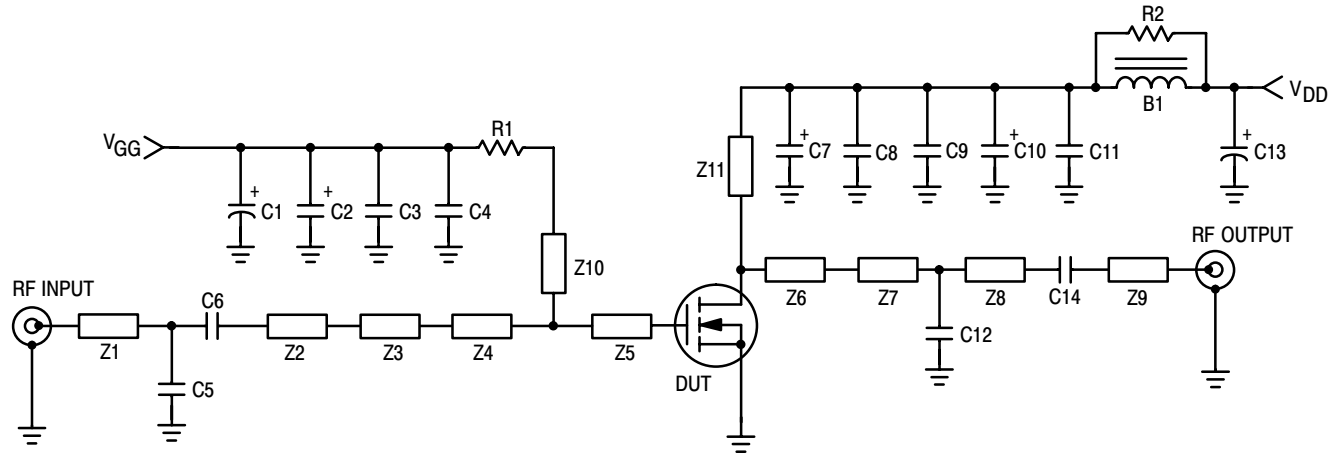 R2
B1
VDD
VGG
R1
+
C1
+
C2
C3
C4
Z10
Z11
+
C7
C8
C9
+
C10
C11
+
C13
RF INPUT
Z1
C5
C6
Z2
Z3
Z4
Z5
DUT
Z6
Z7
C12
Z8
C14
Z9
RF OUTPUT